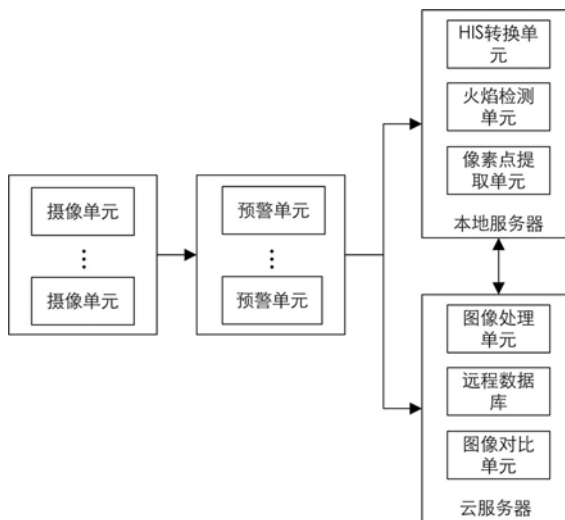 摄像单元
⋮
摄像单元
预警单元
⋮
预警单元
HIS转换单
元
火焰检测
单元
像素点提
取单元
本地服务器
图像处理
单元
远程数据
库
图像对比
单元
云服务器